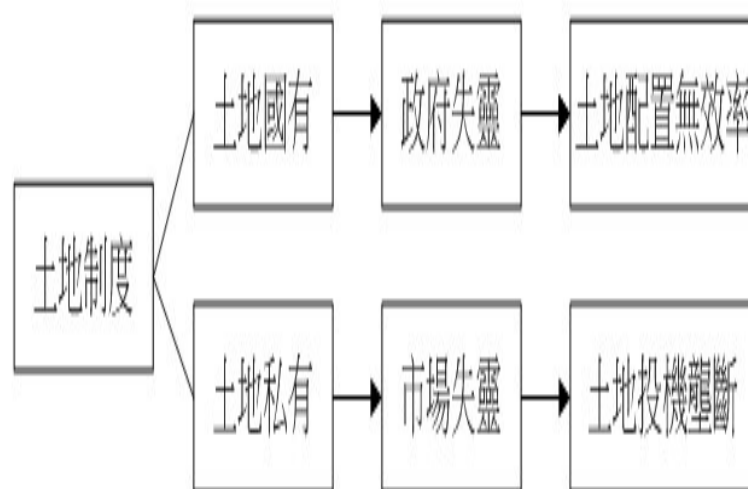 土地制度
土地國有
政府失靈
土地配置無效率
土地私有
市場失靈
土地投機壟斷